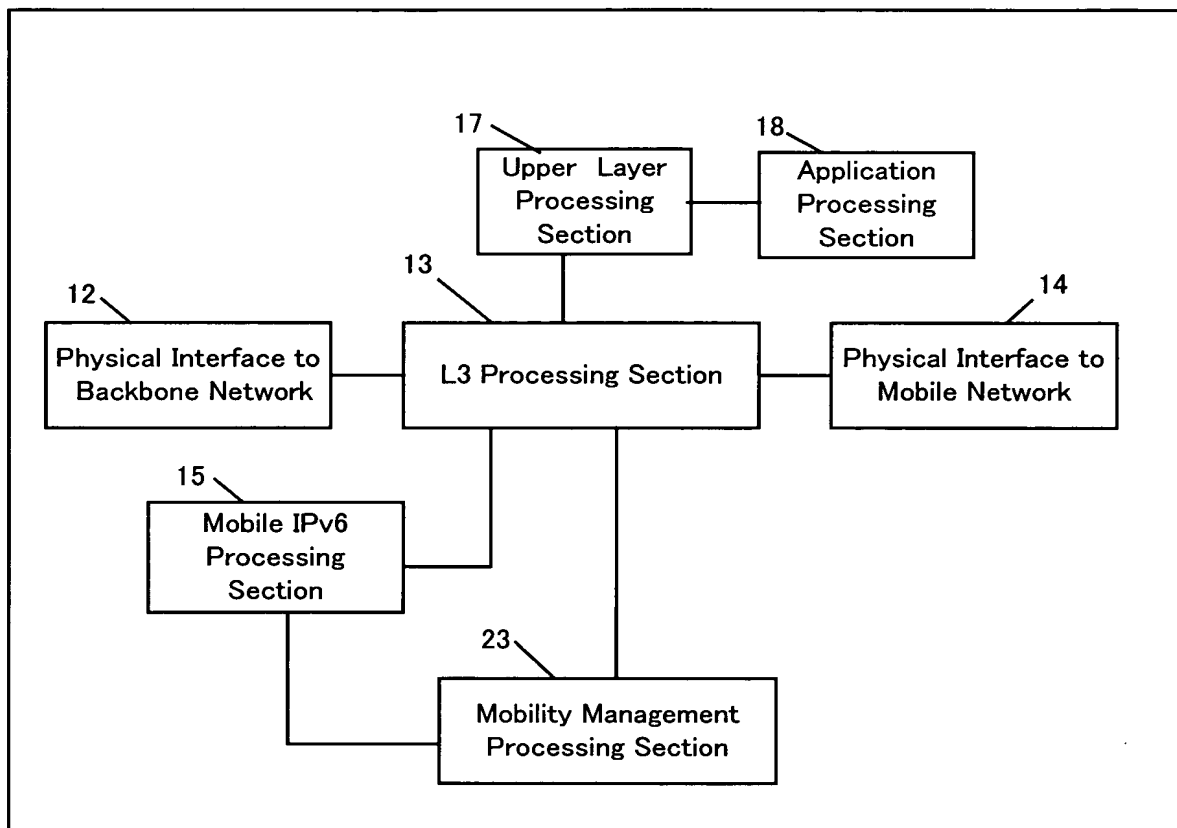 17
Upper Layer
Processing
Section
18
Application
Processing
Section
12
Physical Interface to
Backbone Network
13
L3 Processing Section
14
Physical Interface to
Mobile Network
15
Mobile IPv6
Processing
Section
23
Mobility Management
Processing Section